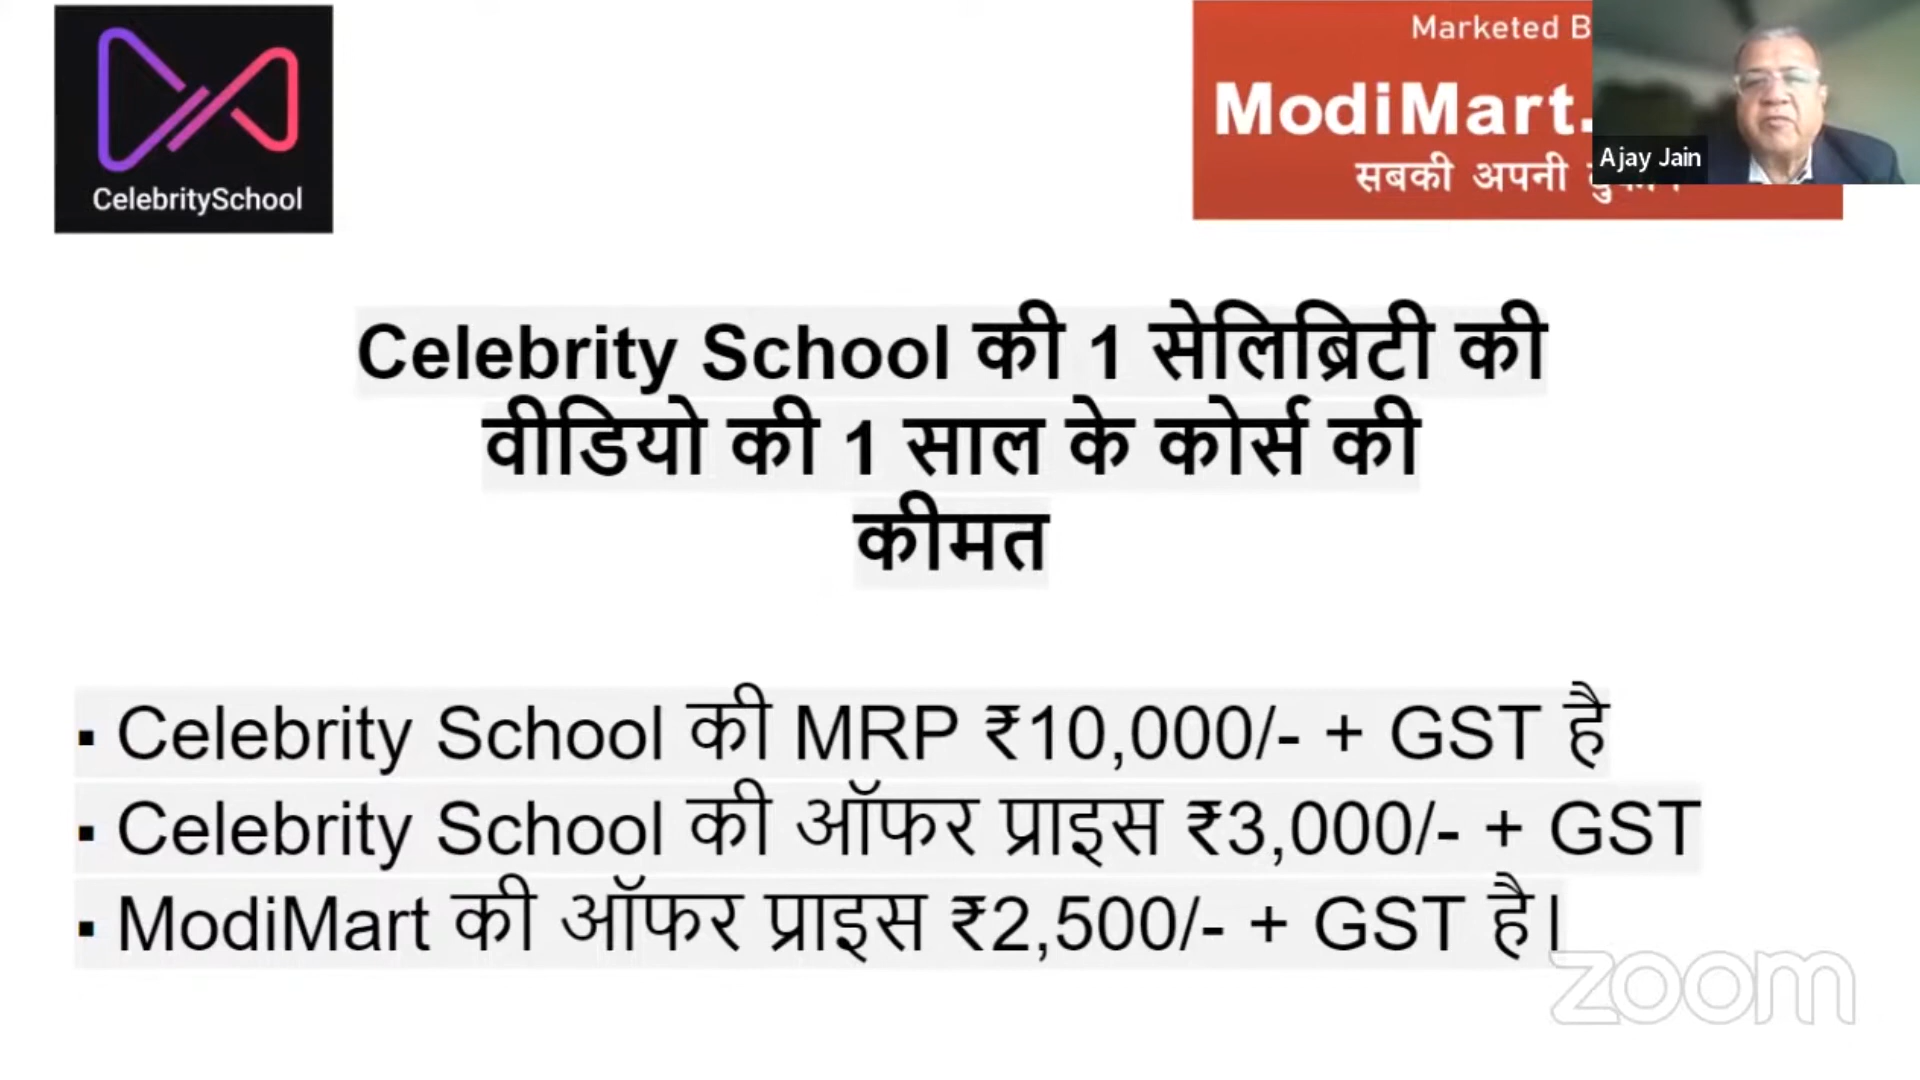 CelebritySchool
Marketed B
ModiMart.
सबकी अपनी
Ajay Jain
Celebrity School की 1 सेलिब्रिटी की
वीडियो की 1 साल के कोर्स की
कीमत
▪ Celebrity School की MRP ₹10,000/- + GST है
▪ Celebrity School की ऑफर प्राइस ₹3,000/- + GST
▪ ModiMart की ऑफर प्राइस ₹2,500/- + GST है।
zoom